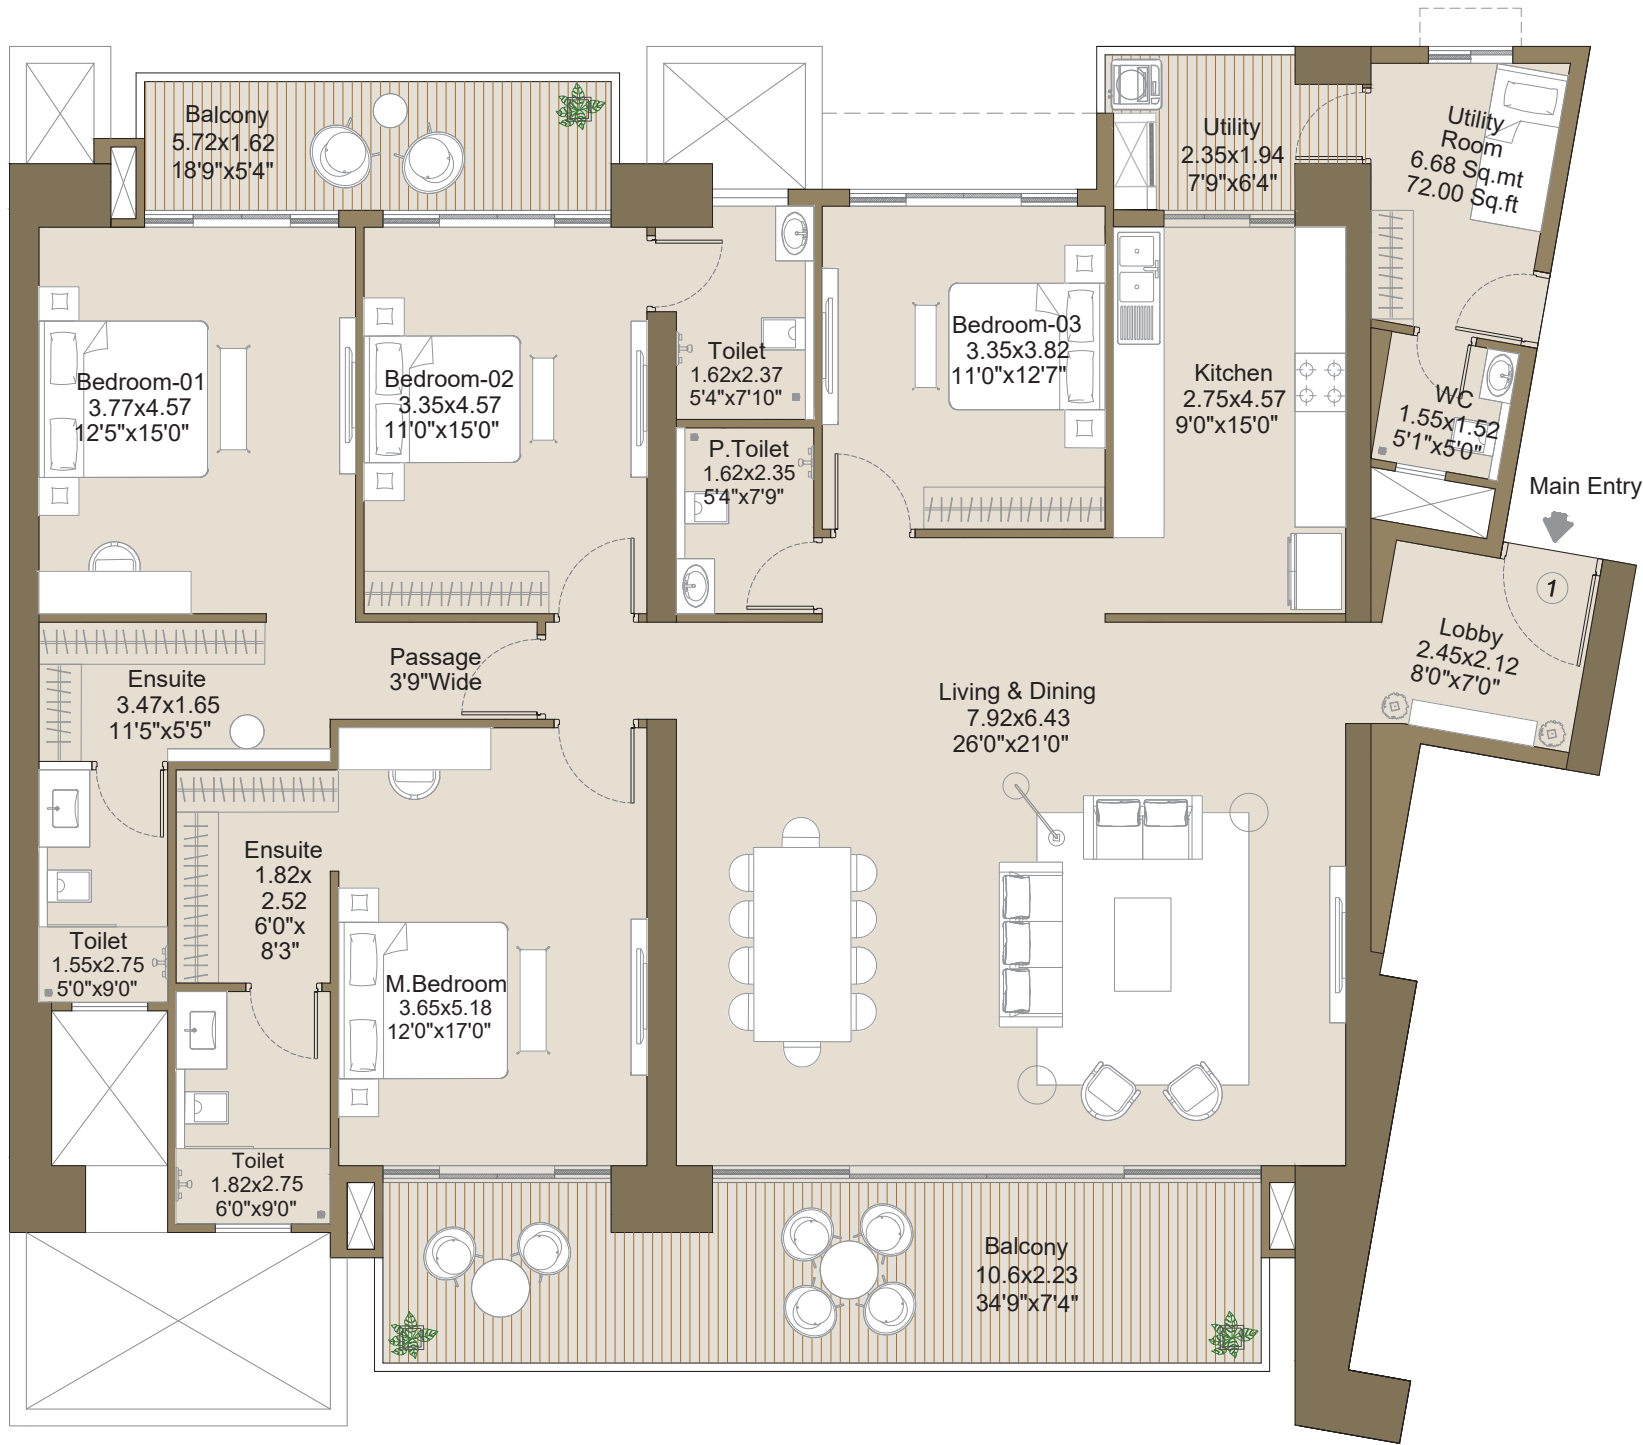 Balcony
5.72x1.62
18'9"x5'4"
Utility
2.35x1.94
7'9"x6'4"
Utility
Room
6.68 Sq.mt
72.00 Sq.ft
Bedroom-01
3.77x4.57
12'5"x15'0"
Bedroom-02
3.35x4.57
11'0"x15'0"
Toilet
1.62x2.37
5'4"x7'10"
Bedroom-03
3.35x3.82
11'0"x12'7"
Kitchen
2.75x4.57
9'0"x15'0"
WC
1.55x1.52
5'1"x5'0"
P.Toilet
1.62x2.35
5'4"x7'9"
Main Entry
1
Lobby
2.45x2.12
8'0"x7'0"
Passage
3'9"Wide
Ensuite
3.47x1.65
11'5"x5'5"
Living & Dining
7.92x6.43
26'0"x21'0"
Ensuite
1.82x
2.52
6'0"x
8'3"
Toilet
1.55x2.75
5'0"x9'0"
M.Bedroom
3.65x5.18
12'0"x17'0"
Toilet
1.82x2.75
6'0"x9'0"
Balcony
10.6x2.23
34'9"x7'4"